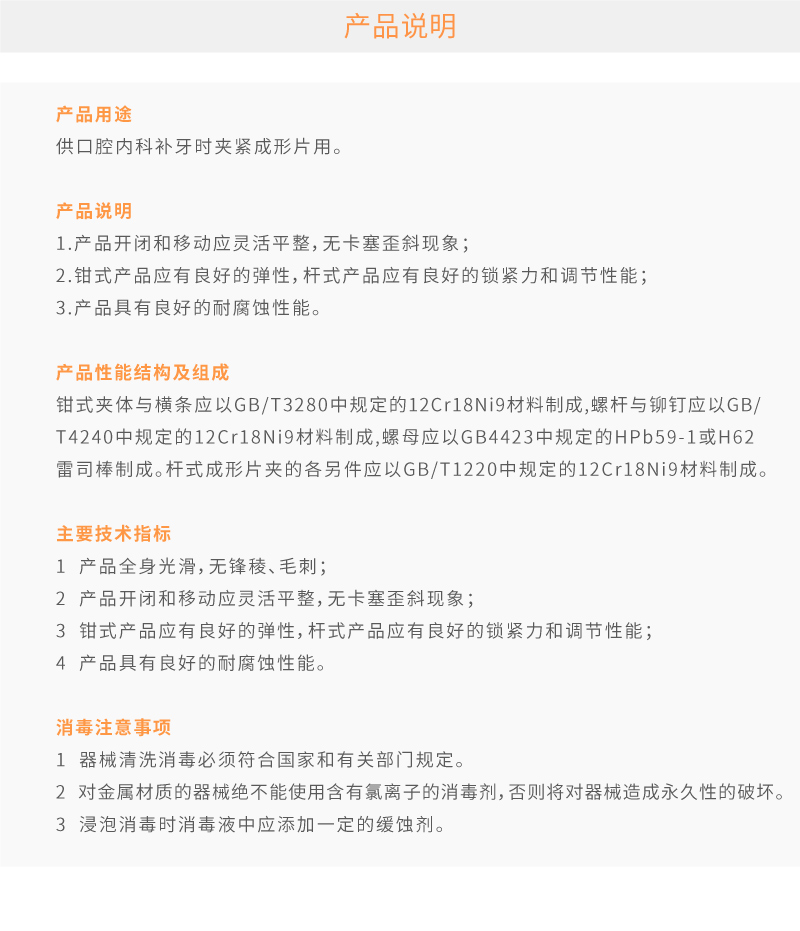 产品说明
产品用途
供口腔内科补牙时夹紧成形片用。
产品说明
1.产品开闭和移动应灵活平整，无卡塞歪斜现象；
2.钳式产品应有良好的弹性，杆式产品应有良好的锁紧力和调节性能；
3.产品具有良好的耐腐蚀性能。
产品性能结构及组成
钳式夹体与横条应以GB/T3280中规定的12Cr18Ni9材料制成,螺杆与铆钉应以GB/
T4240中规定的12Cr18Ni9材料制成,螺母应以GB4423中规定的HPb59-1或H62
雷司棒制成。杆式成形片夹的各另件应以GB/T1220中规定的12Cr18Ni9材料制成。
主要技术指标
1 产品全身光滑，无锋稜、毛刺；
2 产品开闭和移动应灵活平整，无卡塞歪斜现象；
3 钳式产品应有良好的弹性，杆式产品应有良好的锁紧力和调节性能；
4 产品具有良好的耐腐蚀性能。
消毒注意事项
1 器械清洗消毒必须符合国家和有关部门规定。
2 对金属材质的器械绝不能使用含有氯离子的消毒剂，否则将对器械造成永久性的破坏。
3 浸泡消毒时消毒液中应添加一定的缓蚀剂。